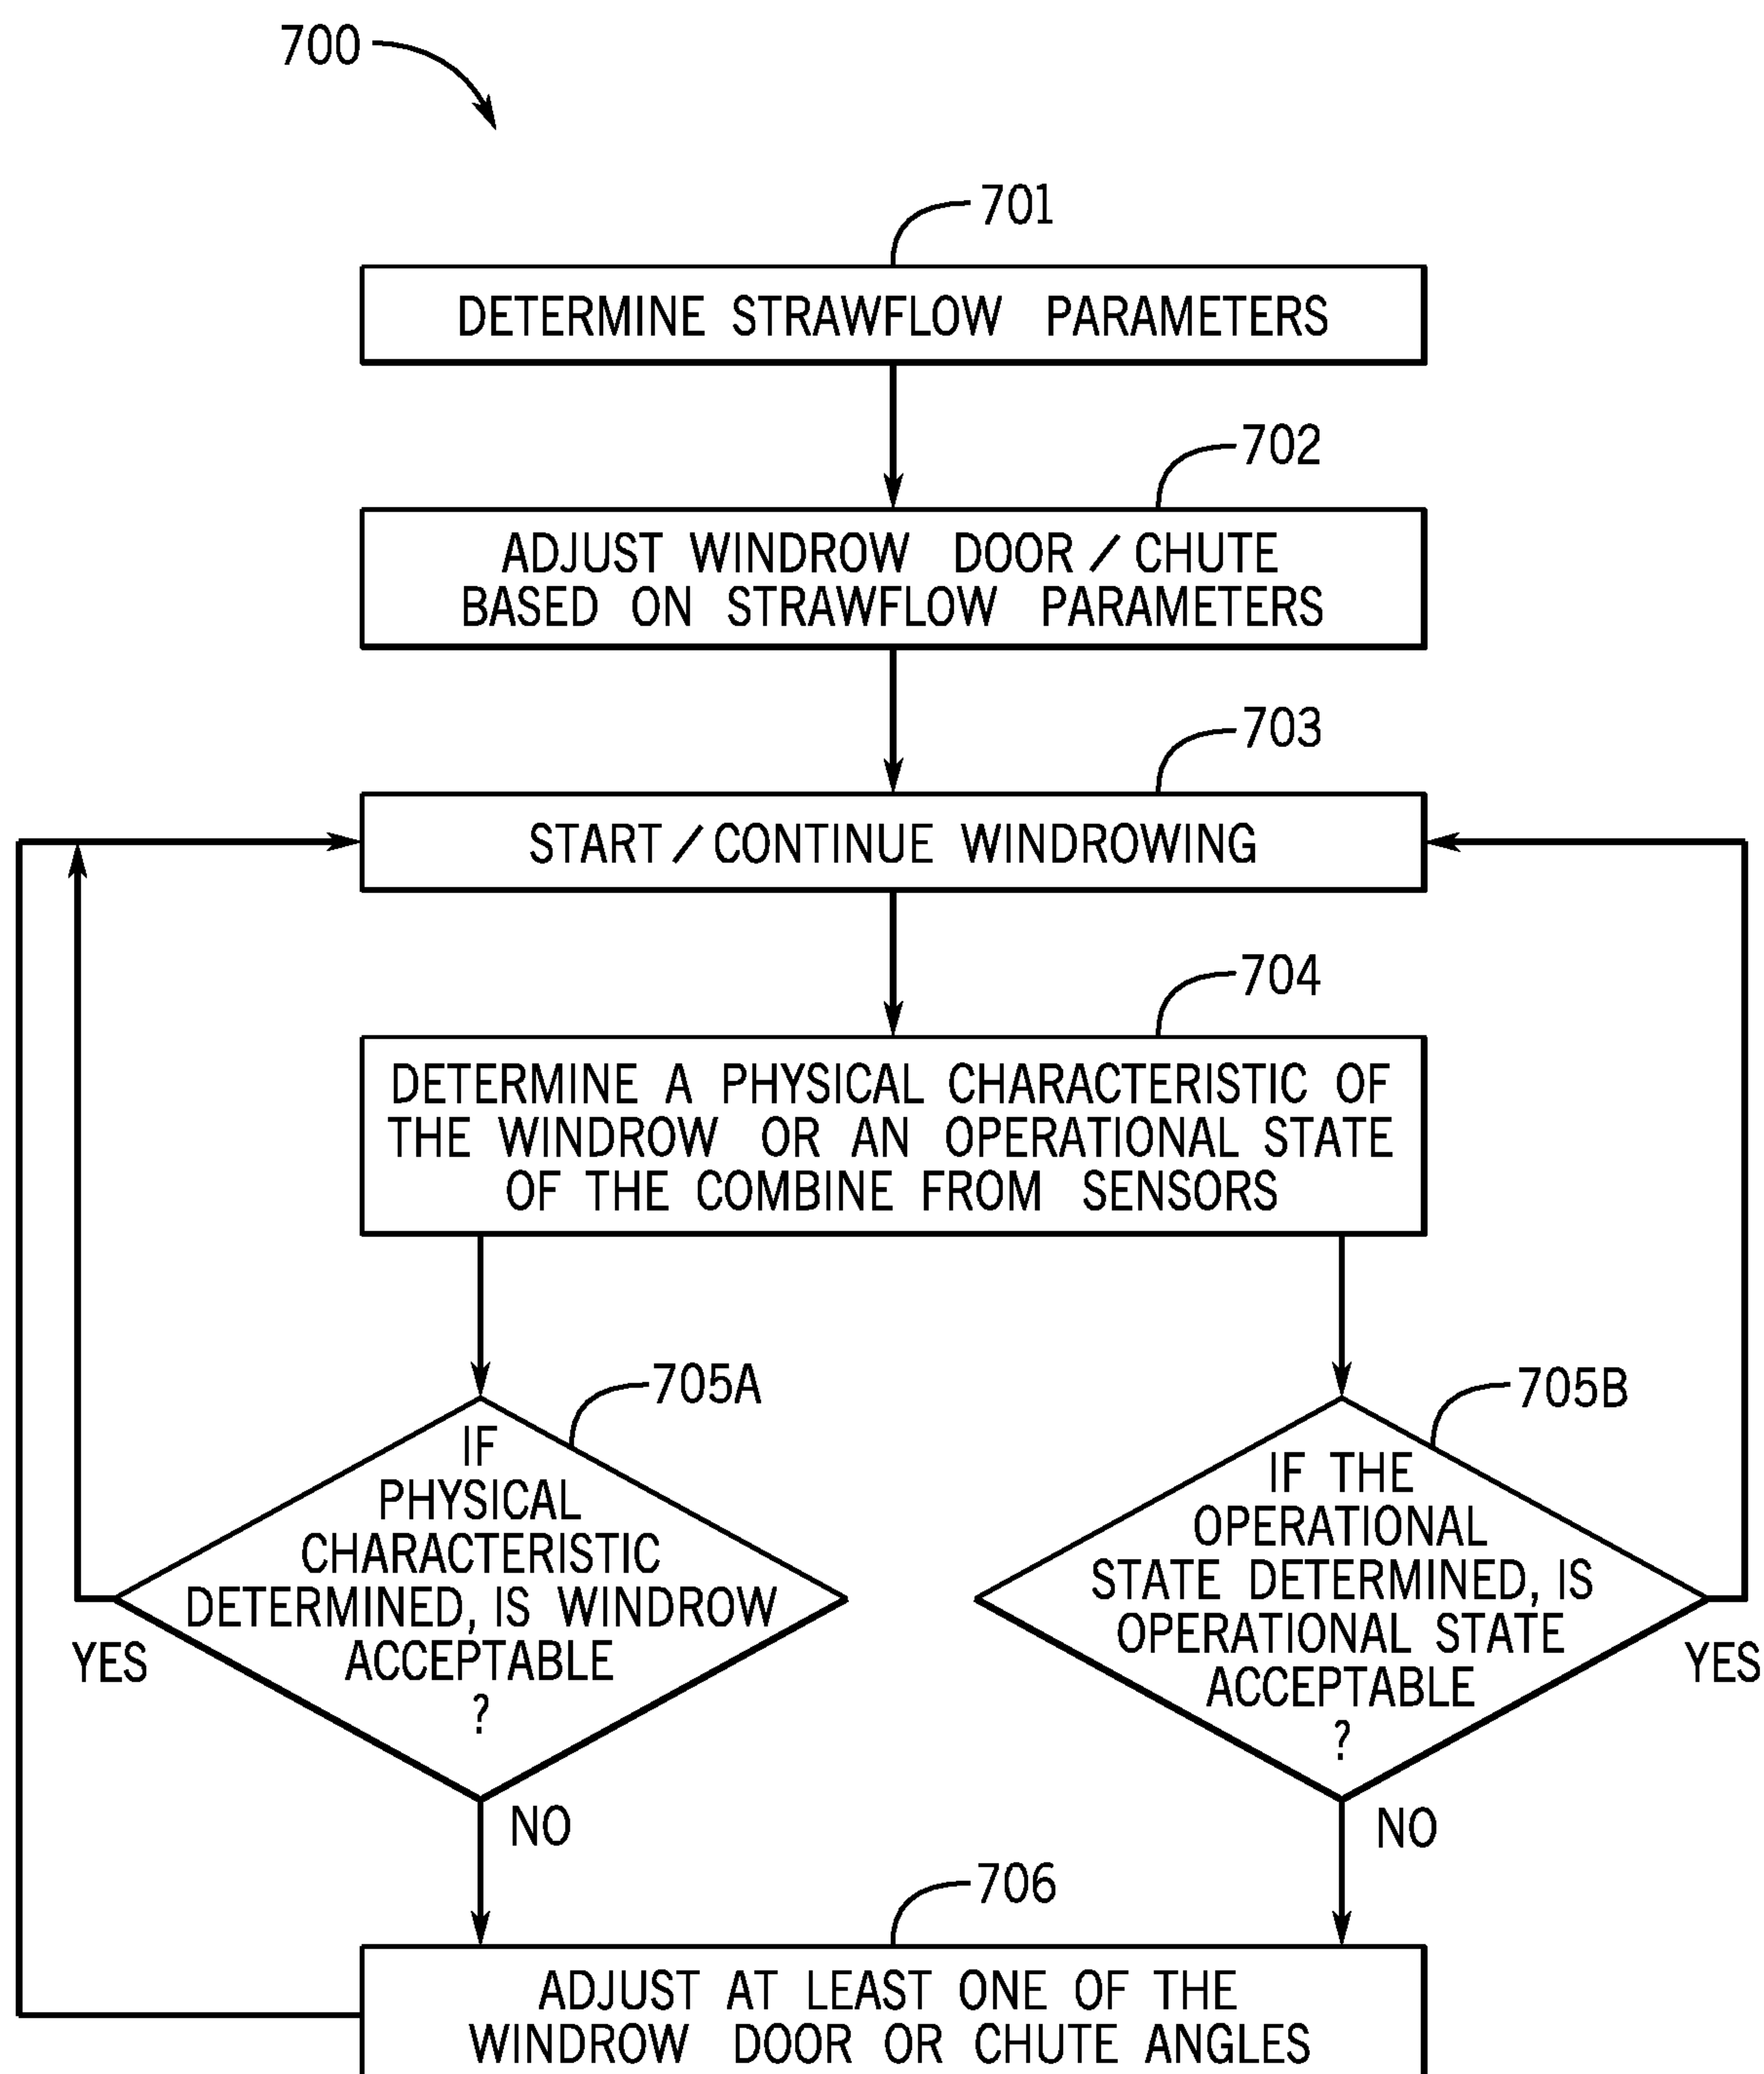 700
701
DETERMINE STRAWFLOW PARAMETERS
702
ADJUST WINDROW DOOR / CHUTE
BASED ON STRAWFLOW PARAMETERS
703
START / CONTINUE WINDROWING
704
DETERMINE A PHYSICAL CHARACTERISTIC OF
THE WINDROW OR AN OPERATIONAL STATE
OF THE COMBINE FROM SENSORS
705A
IF
PHYSICAL
CHARACTERISTIC
DETERMINED, IS WINDROW
ACCEPTABLE
?
YES
NO
705B
IF THE
OPERATIONAL
STATE DETERMINED, IS
OPERATIONAL STATE
ACCEPTABLE
?
YES
NO
706
ADJUST AT LEAST ONE OF THE
WINDROW DOOR OR CHUTE ANGLES